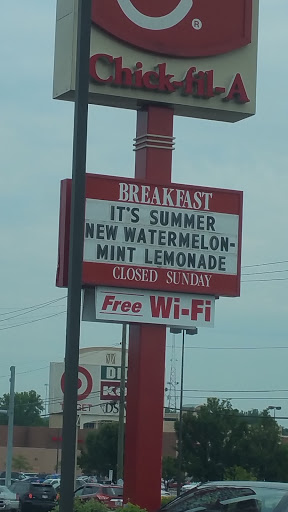 Chick-fil-A
BREAKFAST
IT'S SUMMER
NEW WATERMELON-
MINT LEMONADE
CLOSED SUNDAY
Free Wi-Fi